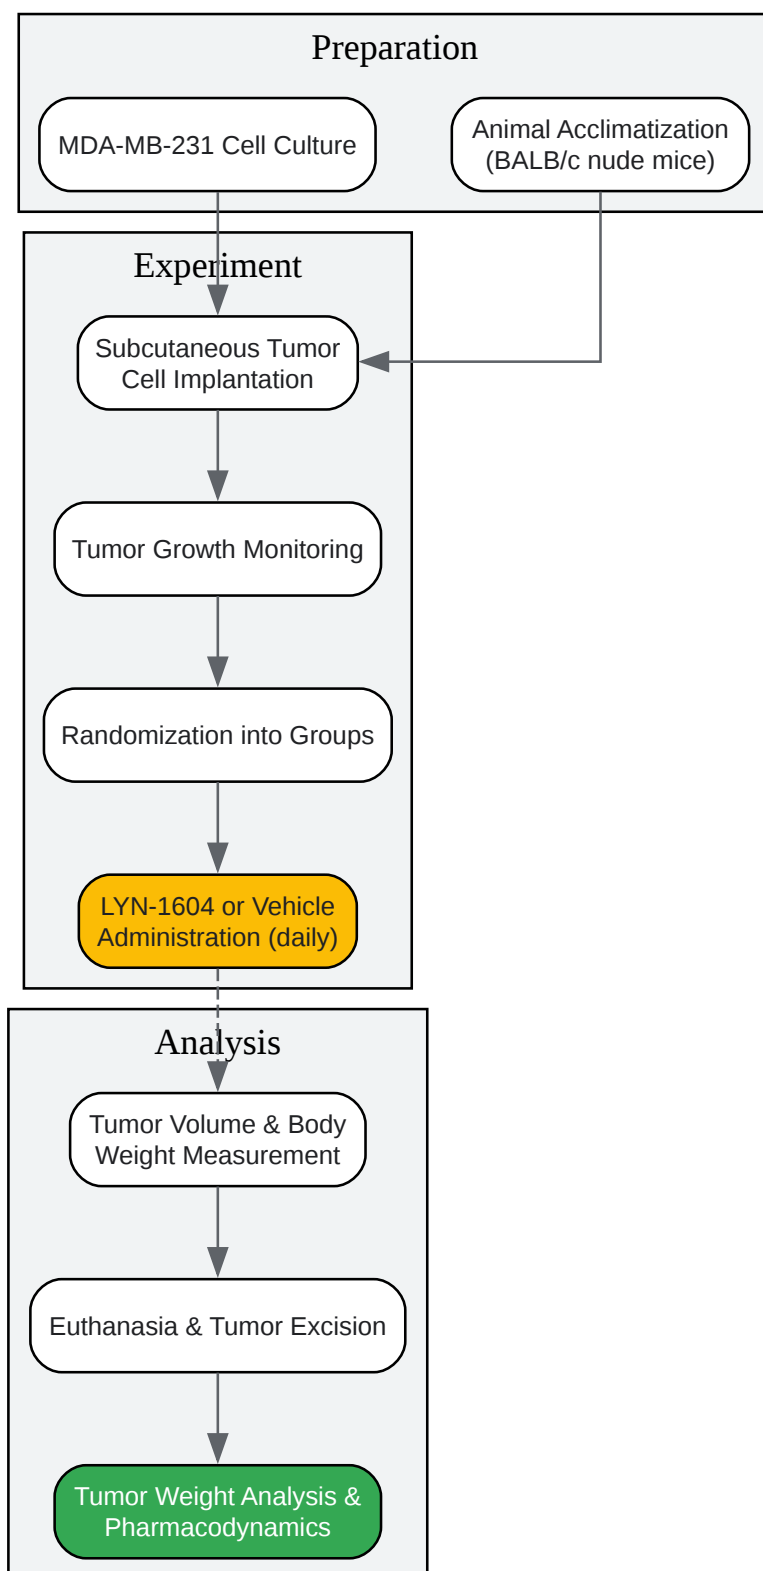 Preparation
MDA-MB-231 Cell Culture
Animal Acclimatization
(BALB/c nude mice)
Experiment
Subcutaneous Tumor
Cell Implantation
Tumor Growth Monitoring
Randomization into Groups
LYN-1604 or Vehicle
Administration (daily)
Analysis
Tumor Volume & Body
Weight Measurement
Euthanasia & Tumor Excision
Tumor Weight Analysis &
Pharmacodynamics